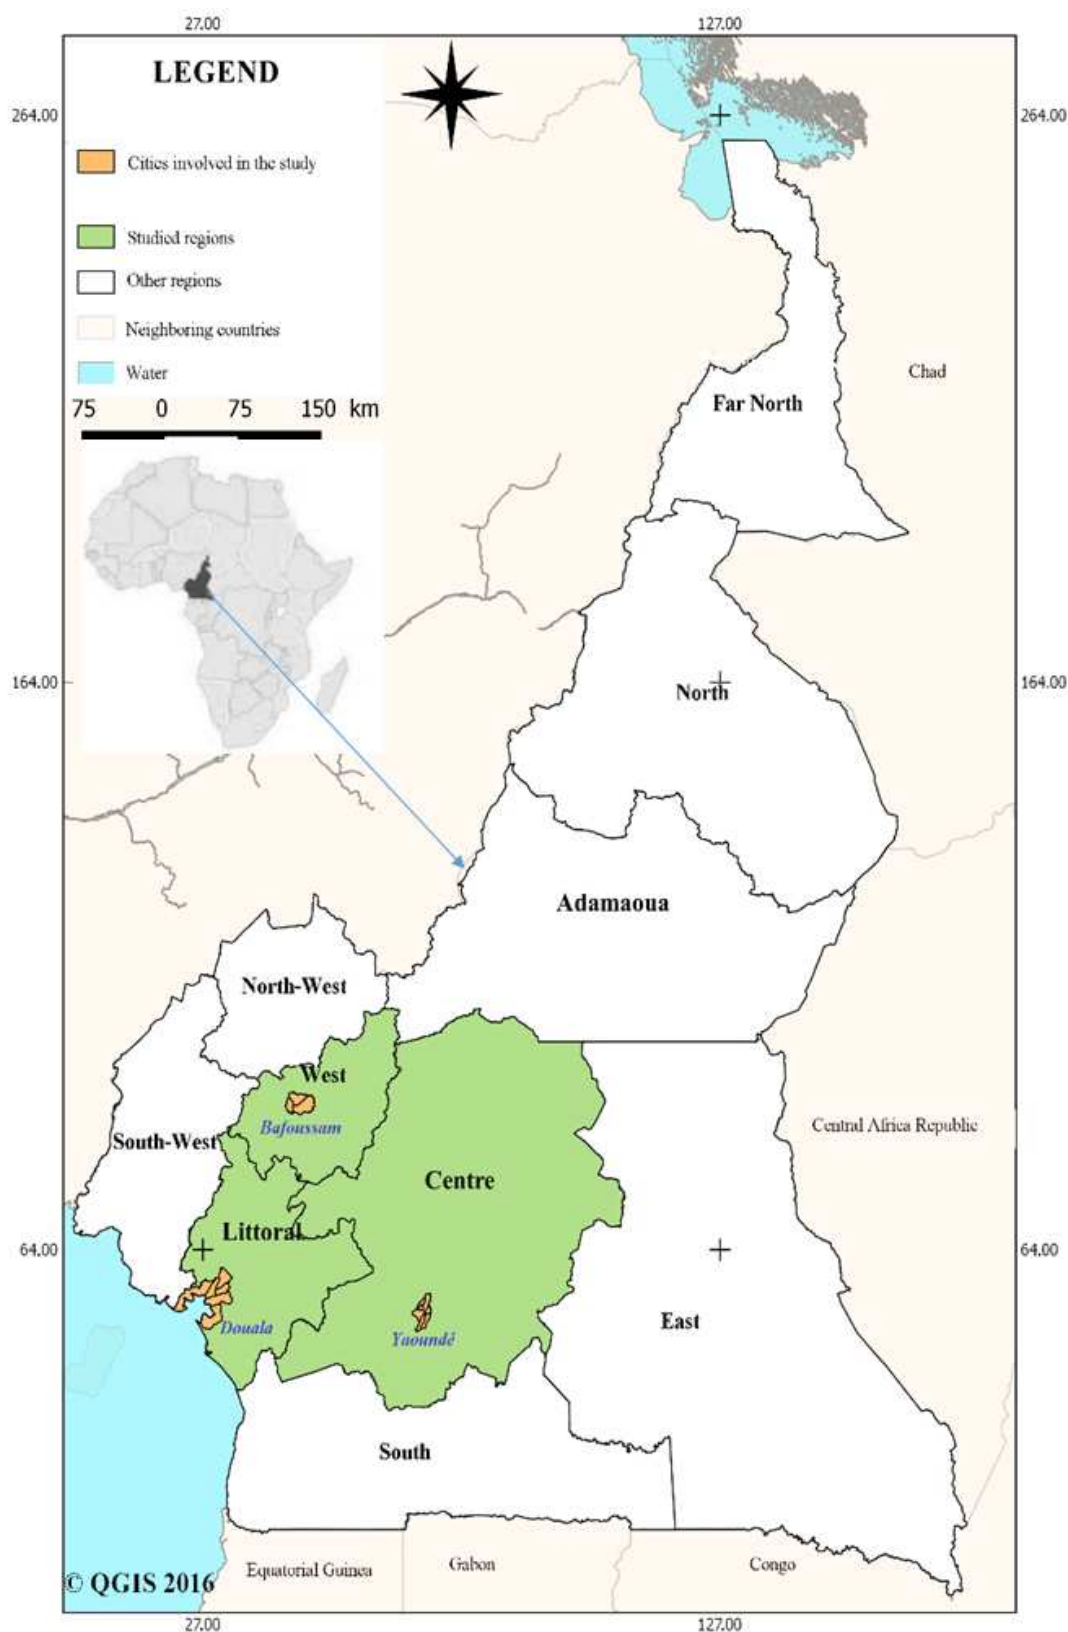 27.00 127.00
LEGEND
264.00 264.00
Cities involved in the study
Studied regions
Other regions
Neighboring countries
Water
Chad
75 0 75 150 km
Far North
164.00 164.00
North
Adamaoua
North-West
West
Bafoussam
South-West
Central Africa Republic
Centre
Littoral
64.00 64.00
East
Douala
Yaoundé
South
Equatorial Guinea Gabon Congo
© QGIS 2016
27.00 127.00